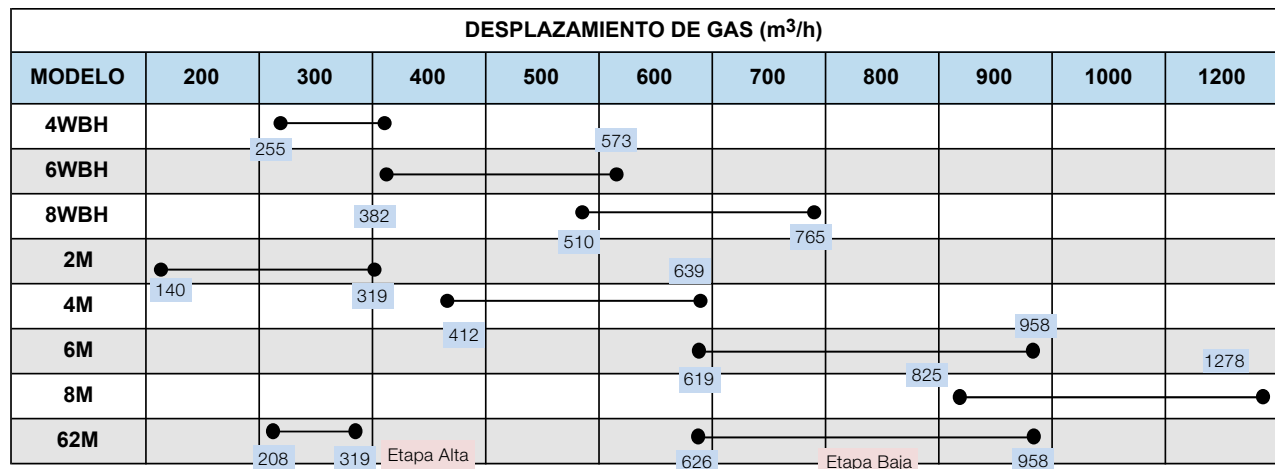 DESPLAZAMIENTO DE GAS (m³/h)
MODELO 200 300 400 500 600 700 800 900 1000 1200
4WBH
255
573
6WBH
8WBH
382
510
765
2M
140
319
639
4M
412
958
6M
619
825
1278
8M
62M
208
319
Etapa Alta
626
Etapa Baja
958